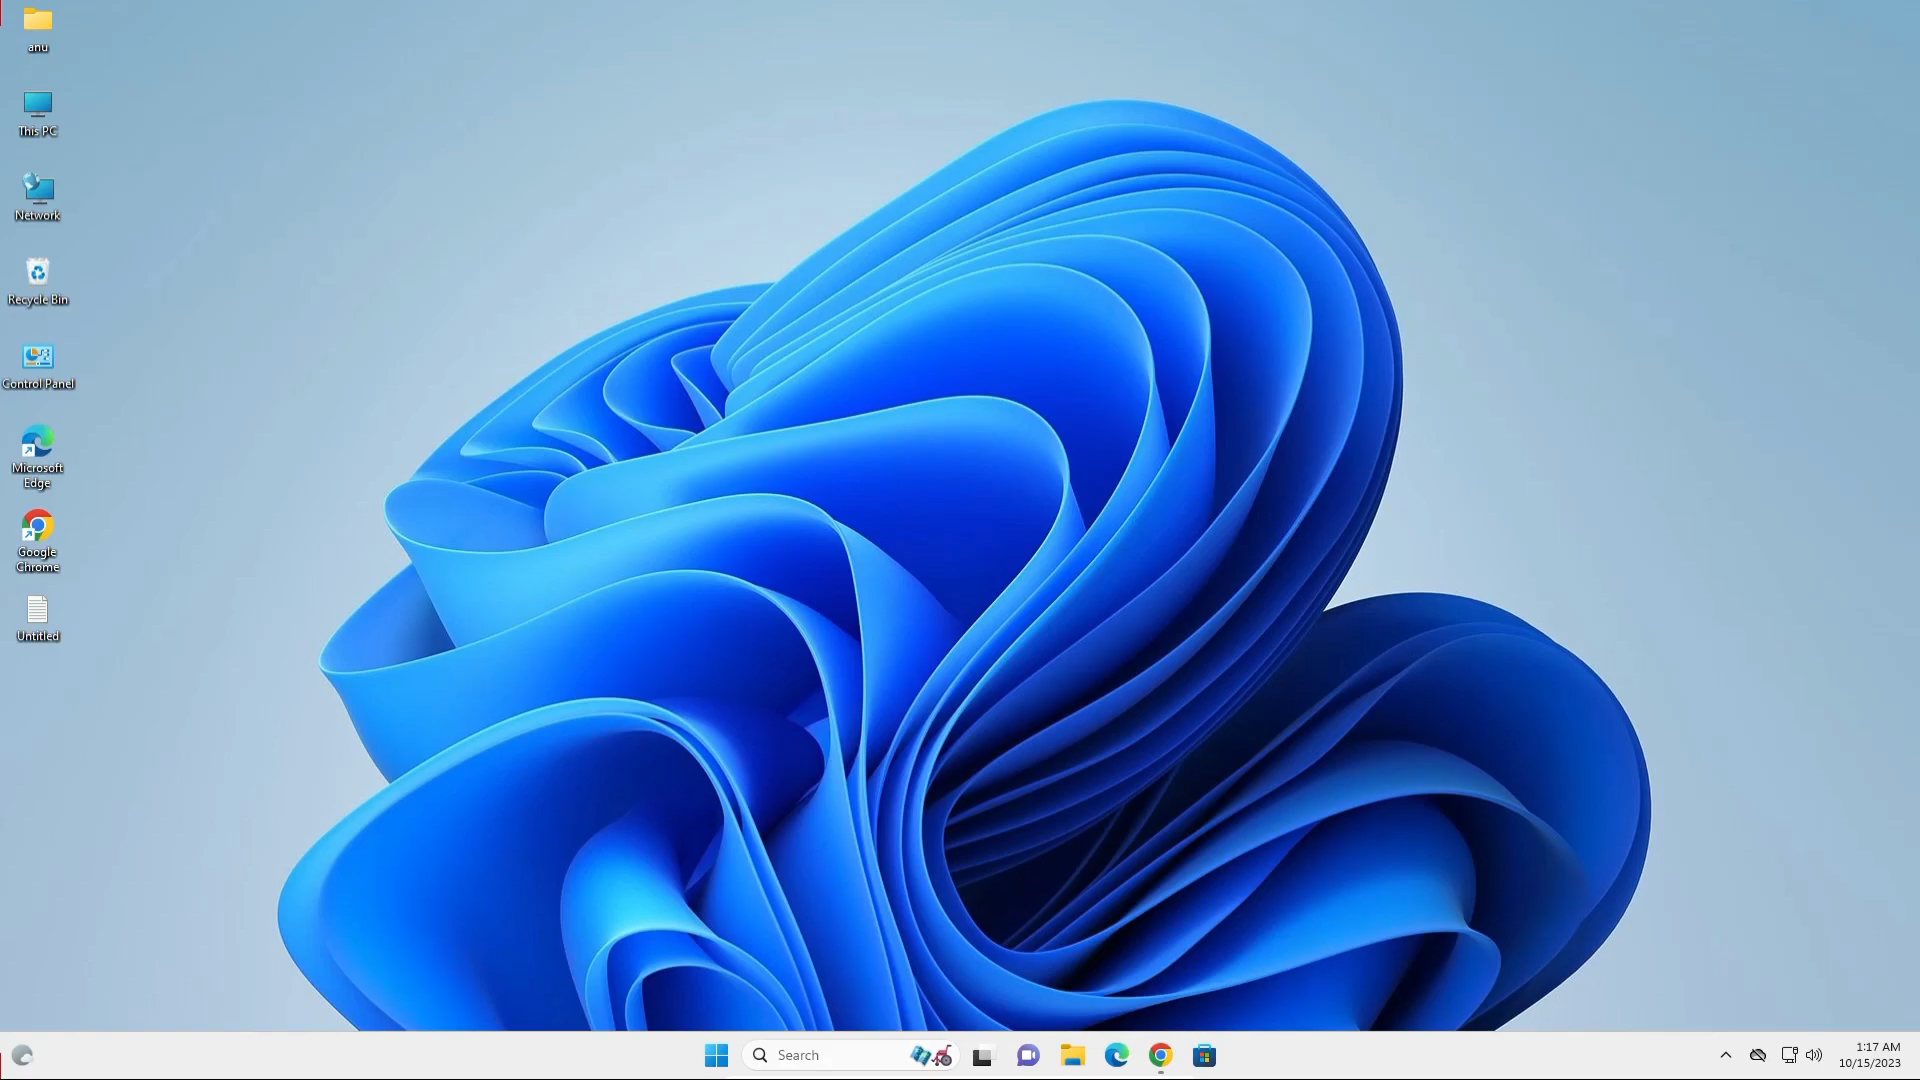 anu
This PC
Network
Recycle Bin
Control Panel
Microsoft
Edge
Google
Chrome
Untitled
Search
1:17 AM
10/15/2023